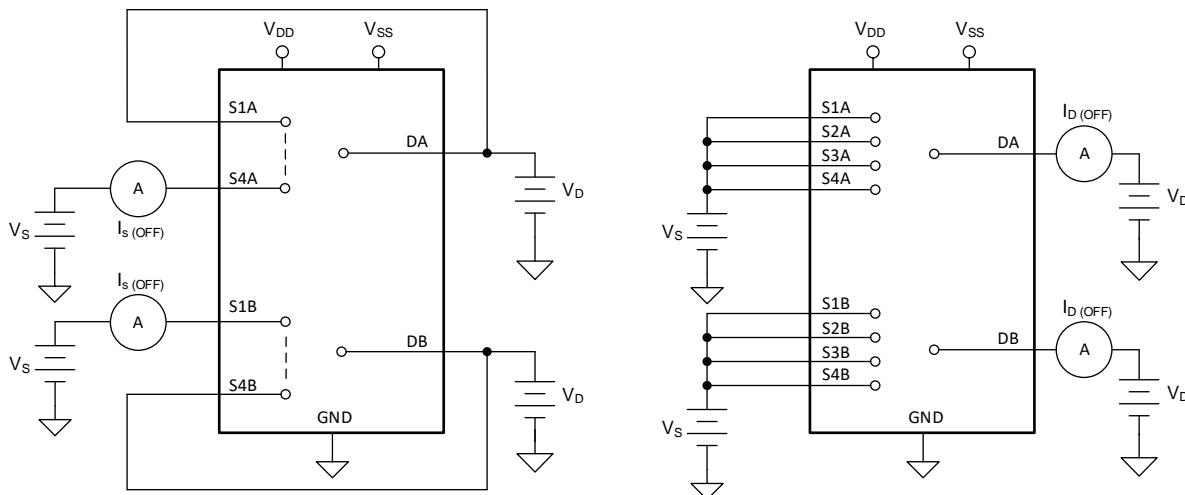 VDD
VSS
S1A
DA
A
S4A
VS
Is (OFF)
VD
Is (OFF)
A
S1B
VS
DB
S4B
VD
GND
VDD
VSS
S1A
S2A
S3A
S4A
DA
ID (OFF)
A
VS
VD
S1B
S2B
S3B
S4B
DB
ID (OFF)
A
VS
VD
GND